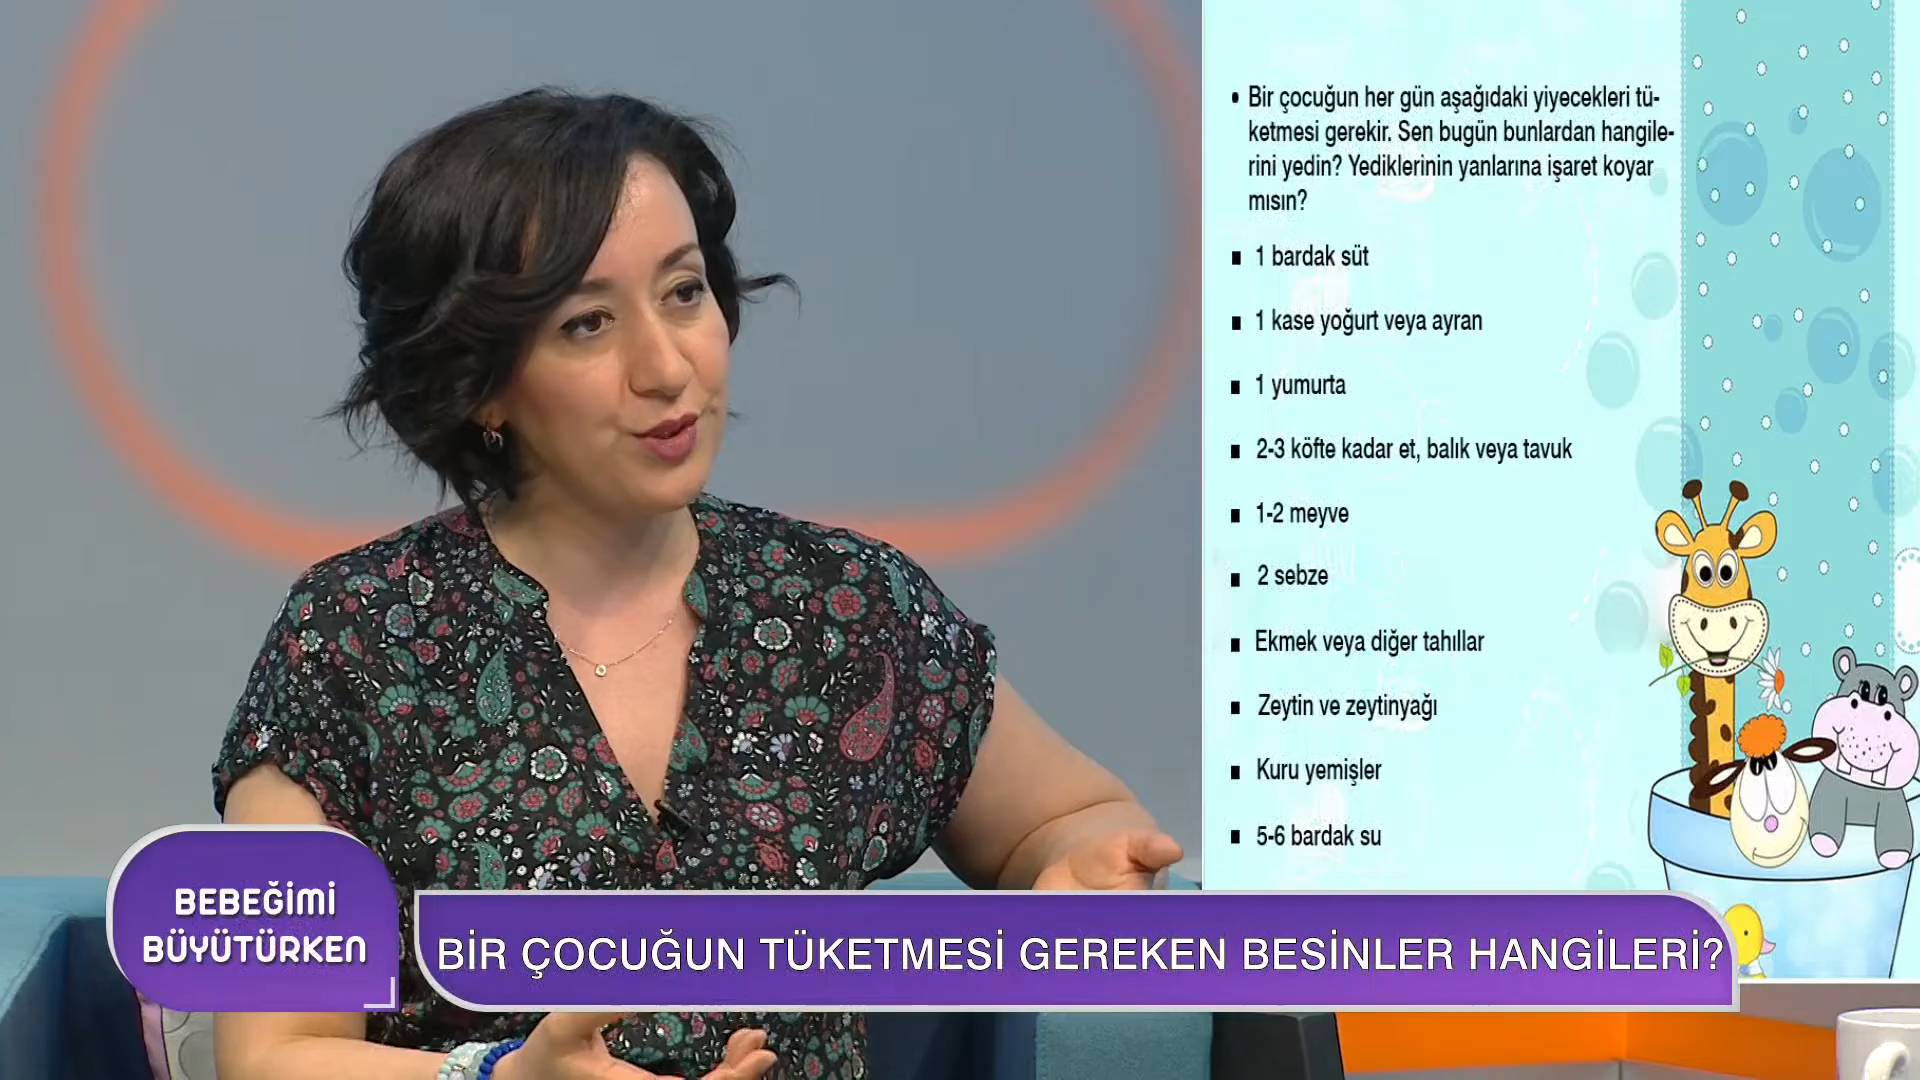 • Bir çocuğun her gün aşağıdaki yiyecekleri tü-
ketmesi gerekir. Sen bugün bunlardan hangile-
rini yedin? Yediklerinin yanlarına işaret koyar
mısın?
▪ 1 bardak süt
▪ 1 kase yoğurt veya ayran
▪ 1 yumurta
▪ 2-3 köfte kadar et, balık veya tavuk
▪ 1-2 meyve
▪ 2 sebze
▪ Ekmek veya diğer tahıllar
▪ Zeytin ve zeytinyağı
▪ Kuru yemişler
▪ 5-6 bardak su
BEBEĞİMİ
BÜYÜTÜRKEN
BİR ÇOCUĞUN TÜKETMESİ GEREKEN BESİNLER HANGİLERİ?